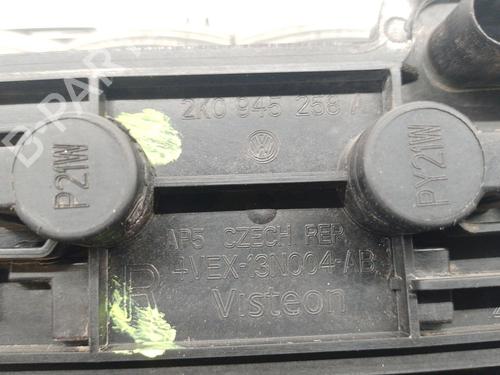 2K0 945 258 A
P21W
PY21W
AP5 CZECH REP
R 4VEX-13N004-AB
Visteon